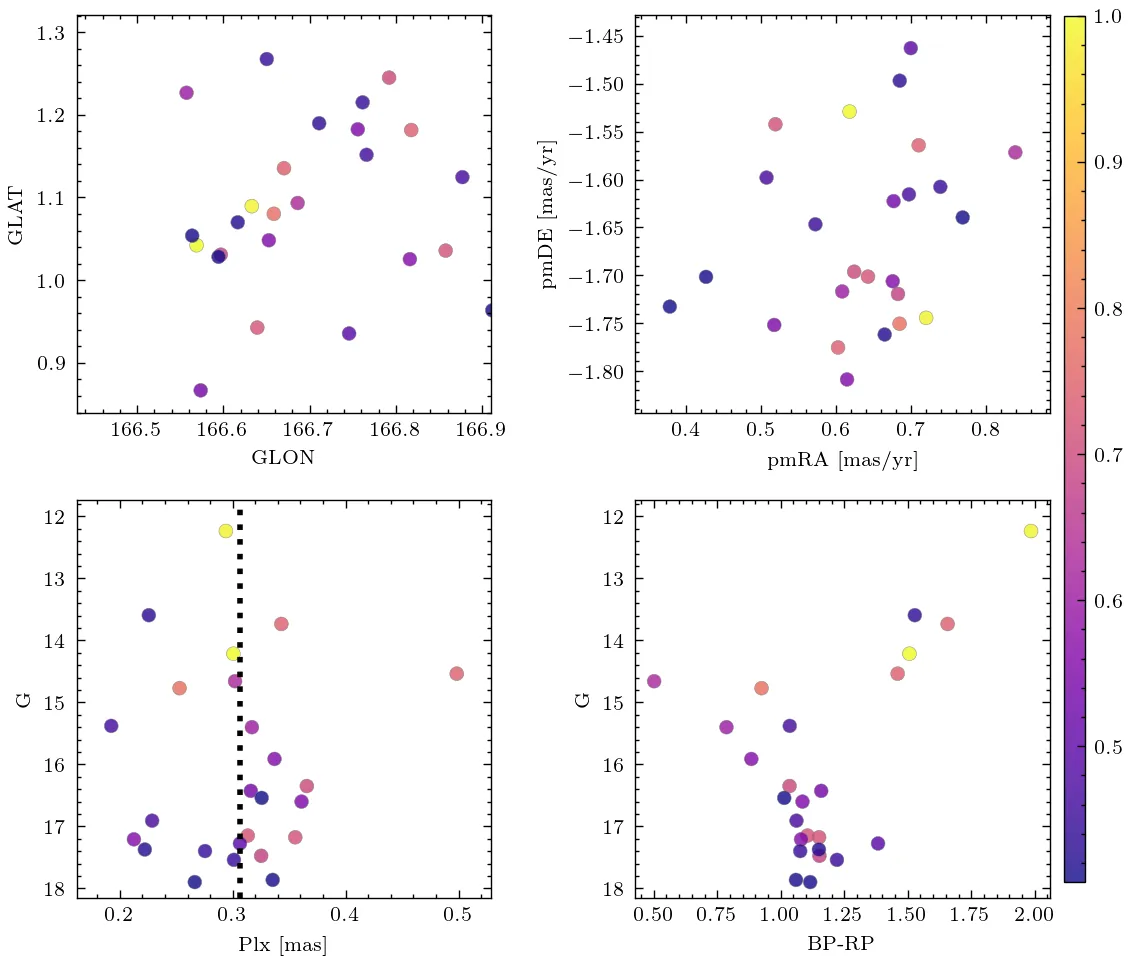 1.3
1.2
1.1
1.0
0.9
GLAT
166.5 166.6 166.7 166.8 166.9
GLON
−1.45
−1.50
−1.55
−1.60
−1.65
−1.70
−1.75
−1.80
pmDE [mas/yr]
0.4 0.5 0.6 0.7 0.8
pmRA [mas/yr]
1.0
0.9
0.8
0.7
0.6
0.5
12
13
14
15
16
17
18
G
0.2 0.3 0.4 0.5
Plx [mas]
12
13
14
15
16
17
18
G
0.50 0.75 1.00 1.25 1.50 1.75 2.00
BP-RP